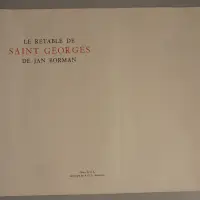 LE RETABLE DE
SAINT GEORGES
DE JAN BORMAN